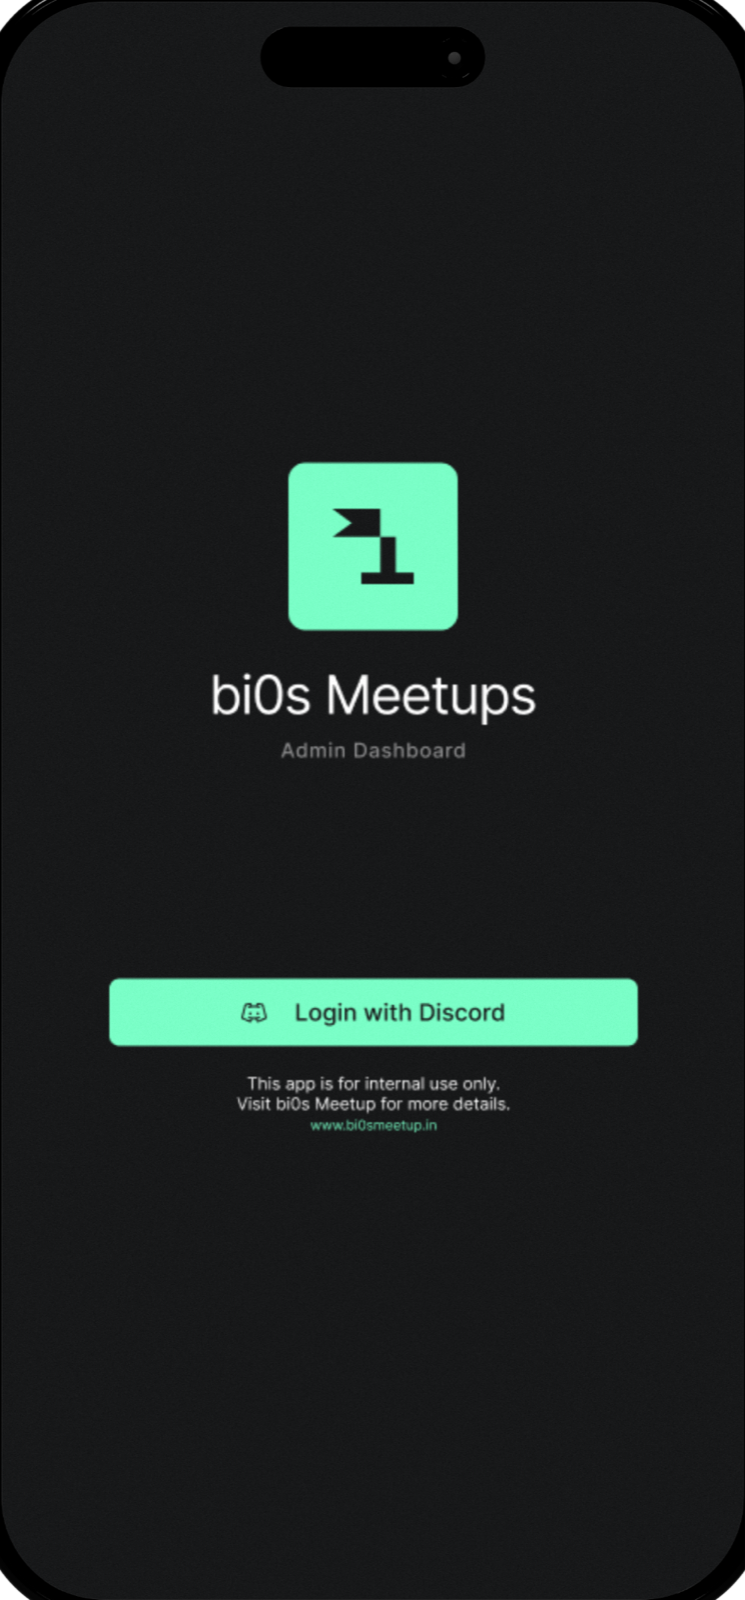 bi0s Meetups
Admin Dashboard
Login with Discord
This app is for internal use only.
Visit bi0s Meetup for more details.
www.bi0smeetup.in